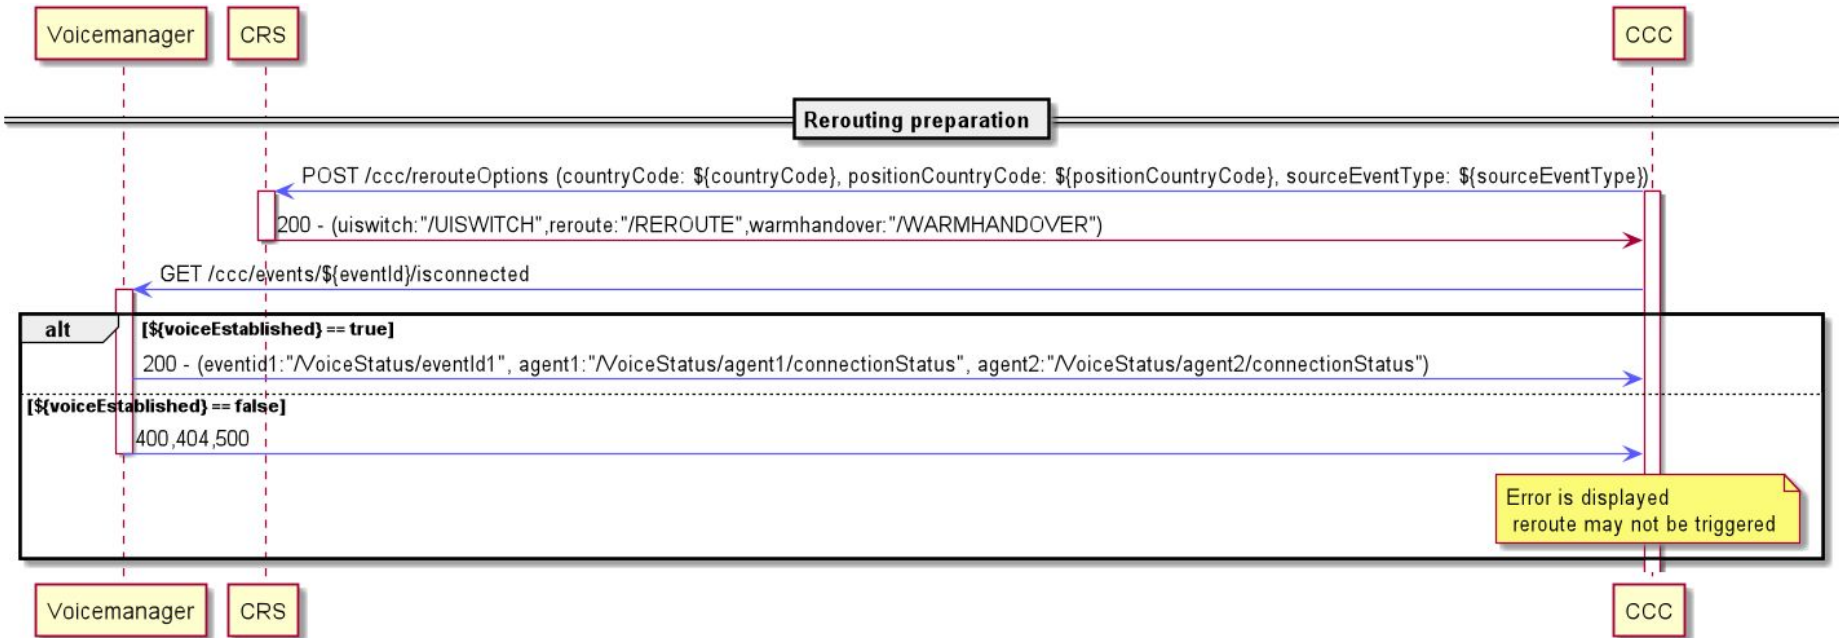 Voicemanager
CRS
CCC
Rerouting preparation
POST /ccc/rerouteOptions (countryCode: ${countryCode}, positionCountryCode: ${positionCountryCode}, sourceEventType: ${sourceEventType})
200 - (uiswitch:"/UISWITCH",reroute:"/REROUTE",warmhandover:"/WARMHANDOVER")
GET /ccc/events/${eventId}/isconnected
alt
[${voiceEstablished} == true]
200 - (eventid1:"/VoiceStatus/eventId1", agent1:"/VoiceStatus/agent1/connectionStatus", agent2:"/VoiceStatus/agent2/connectionStatus")
[${voiceEstablished} == false]
400,404,500
Error is displayed
reroute may not be triggered
Voicemanager
CRS
CCC